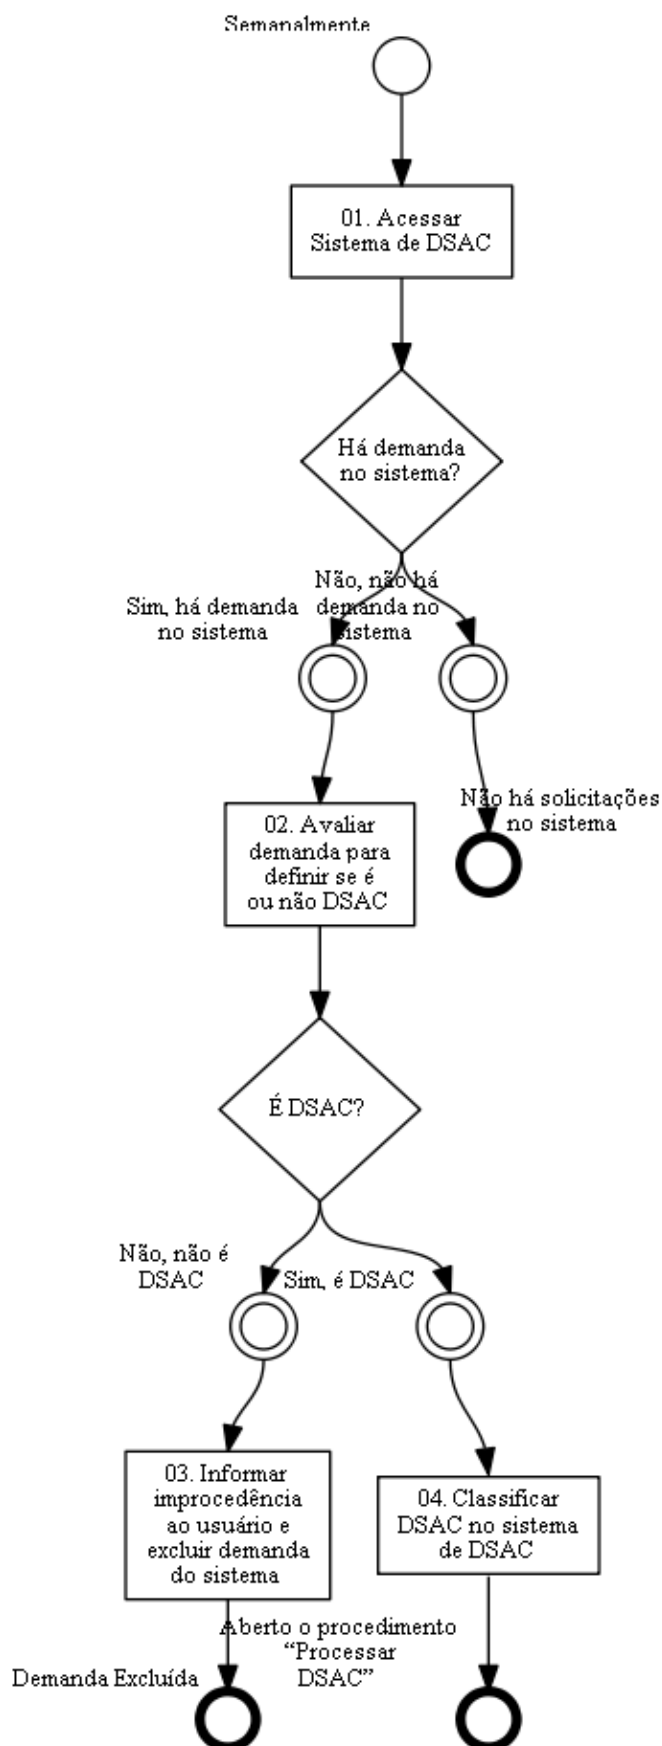 Semanalmente
01. Acessar
Sistema de DSAC
Há demanda
no sistema?
Sim, há demanda
no sistema
Não, não há
demanda no
sistema
Não há solicitações
no sistema
02. Avaliar
demanda para
definir se é
ou não DSAC
É DSAC?
Não, não é
DSAC
Sim, é DSAC
03. Informar
improcedência
ao usuário e
excluir demanda
do sistema
04. Classificar
DSAC no sistema
de DSAC
Demanda Excluída
Aberto o procedimento
“Processar
DSAC”